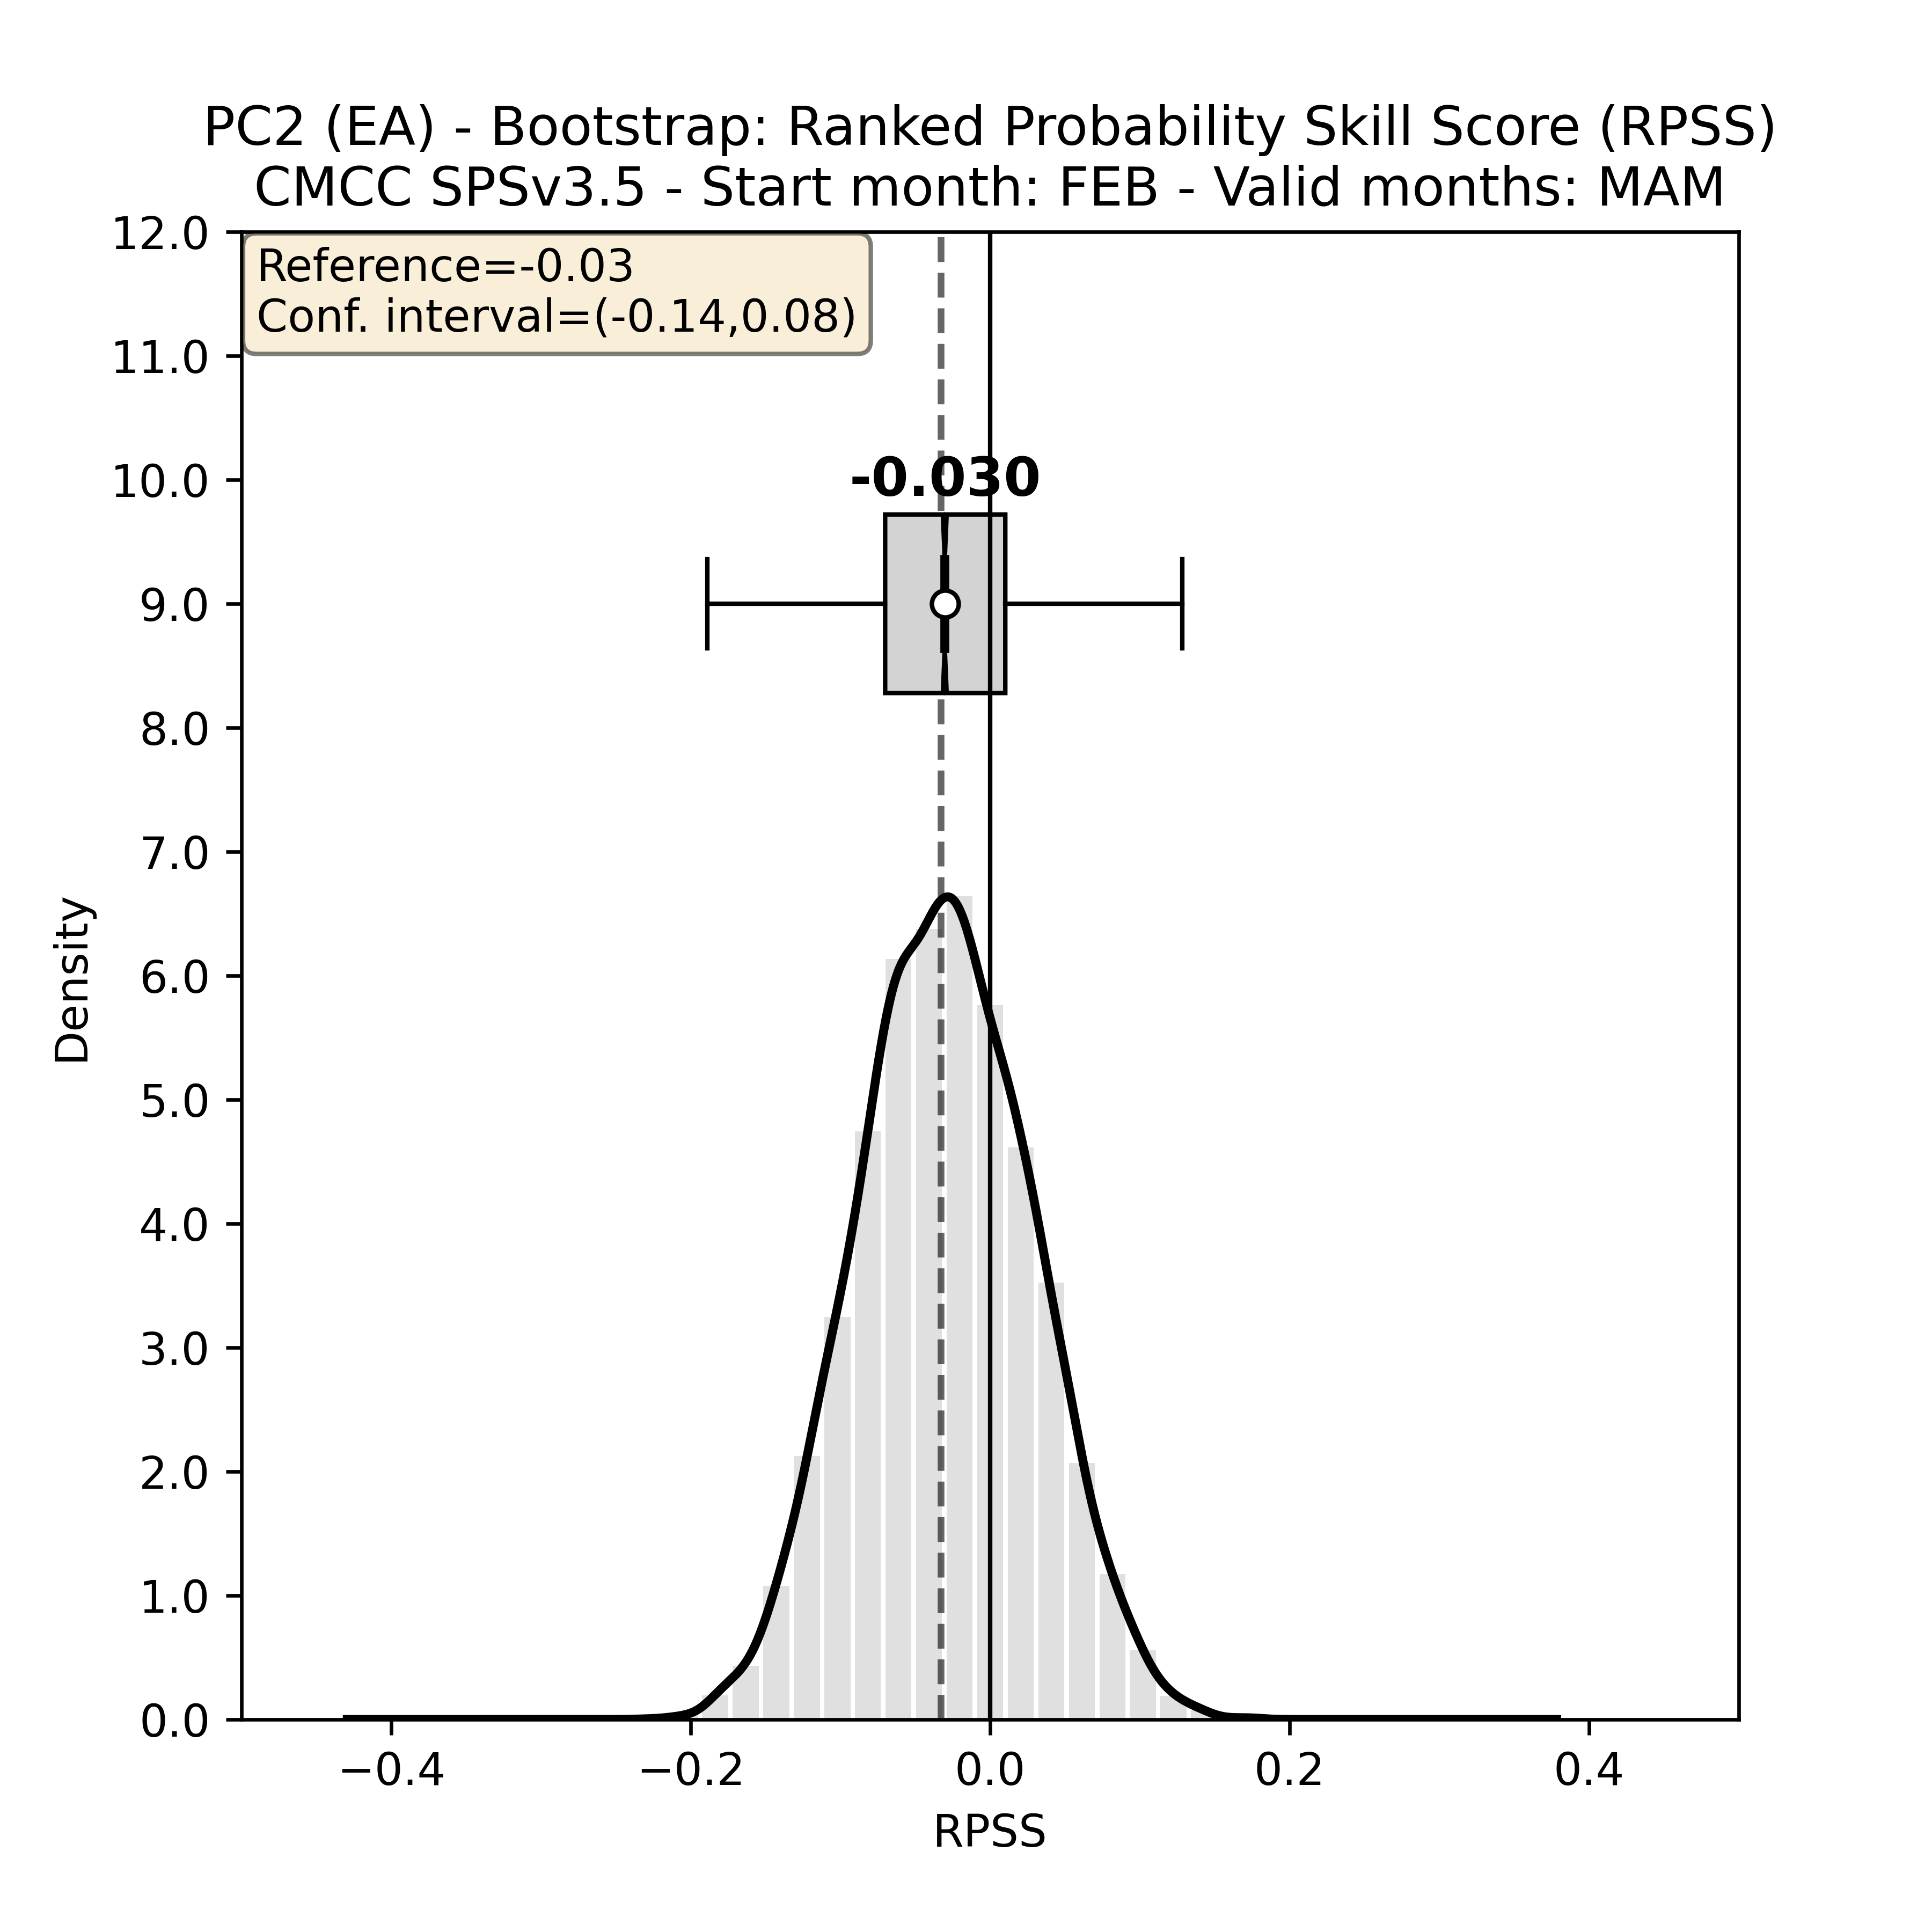 PC2 (EA) - Bootstrap: Ranked Probability Skill Score (RPSS)
CMCC SPSv3.5 - Start month: FEB - Valid months: MAM
12.0
Reference=-0.03
Conf. interval=(-0.14,0.08)
11.0
10.0
-0.030
9.0
8.0
7.0
6.0
5.0
4.0
3.0
2.0
1.0
0.0
Density
−0.4 −0.2 0.0 0.2 0.4
RPSS